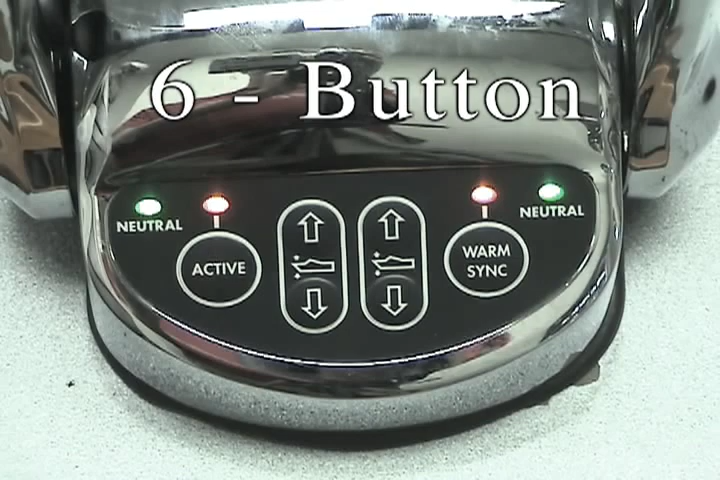 6 - Button
NEUTRAL
NEUTRAL
ACTIVE
WARM
SYNC